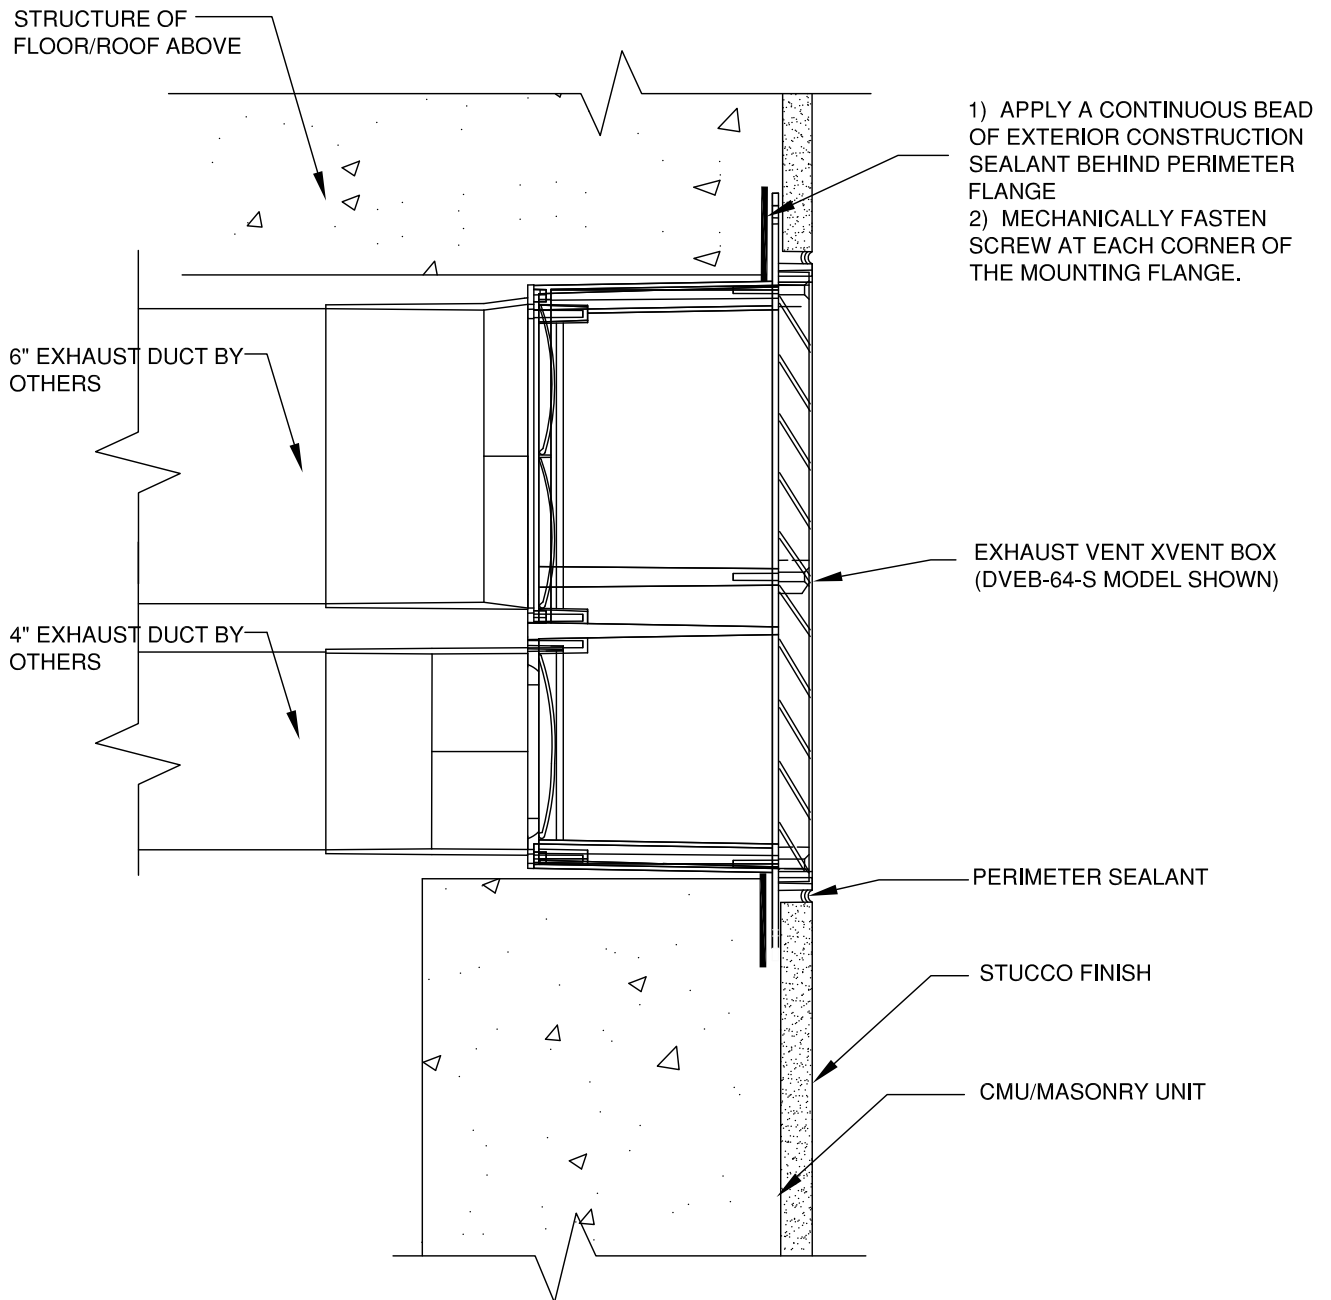 STRUCTURE OF
FLOOR/ROOF ABOVE
1) APPLY A CONTINUOUS BEAD
OF EXTERIOR CONSTRUCTION
SEALANT BEHIND PERIMETER
FLANGE
2) MECHANICALLY FASTEN
SCREW AT EACH CORNER OF
THE MOUNTING FLANGE.
6" EXHAUST DUCT BY
OTHERS
EXHAUST VENT XVENT BOX
(DVEB-64-S MODEL SHOWN)
4" EXHAUST DUCT BY
OTHERS
PERIMETER SEALANT
STUCCO FINISH
CMU/MASONRY UNIT